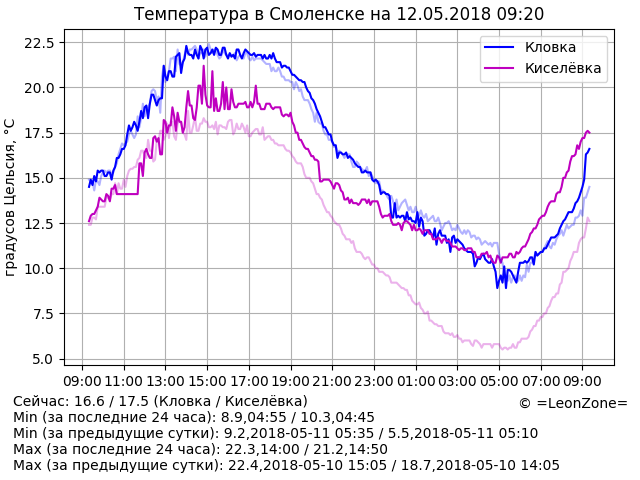 Температура в Смоленске на 12.05.2018 09:20
градусов Цельсия, °C
22.5
20.0
17.5
15.0
12.5
10.0
7.5
5.0
Кловка
Киселёвка
09:00 11:00 13:00 15:00 17:00 19:00 21:00 23:00 01:00 03:00 05:00 07:00 09:00
Сейчас: 16.6 / 17.5 (Кловка / Киселёвка)
© =LeonZone=
Min (за последние 24 часа): 8.9,04:55 / 10.3,04:45
Min (за предыдущие сутки): 9.2,2018-05-11 05:35 / 5.5,2018-05-11 05:10
Max (за последние 24 часа): 22.3,14:00 / 21.2,14:50
Max (за предыдущие сутки): 22.4,2018-05-10 15:05 / 18.7,2018-05-10 14:05